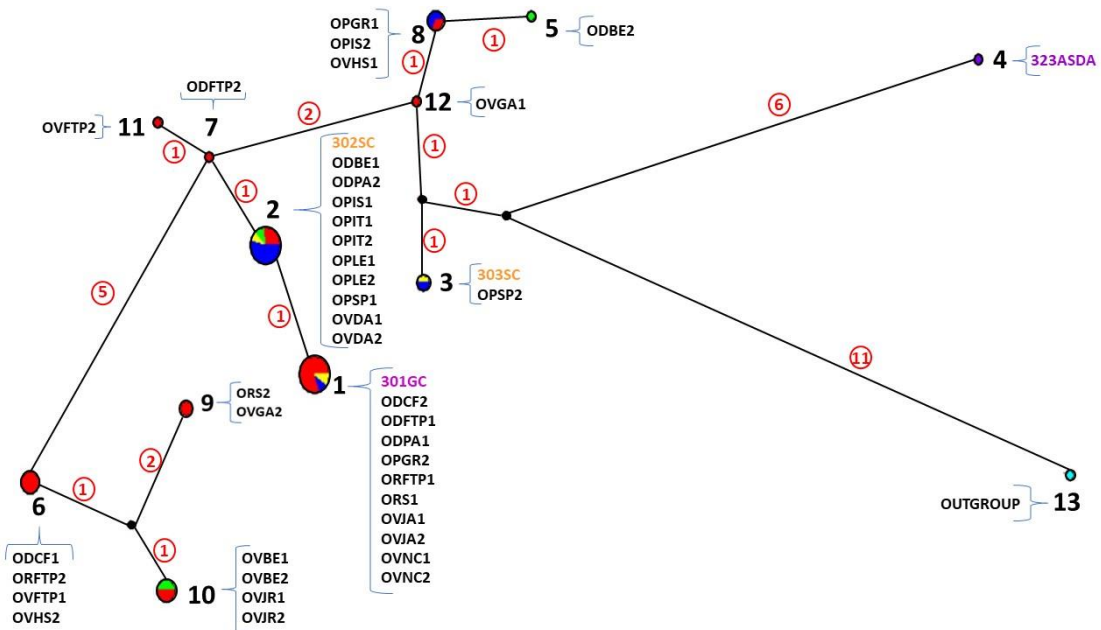 OPGR1
OPIS2
OVHS1
8
1
5
ODBE2
1
4
323ASDA
6
ODFTP2
7
OVFTP2
11
1
2
12
OVGA1
1
1
2
302SC
ODBE1
ODPA2
OPIS1
OPIT1
OPIT2
OPLE1
OPLE2
OPSP1
OVDA1
OVDA2
1
1
3
303SC
OPSP2
5
1
1
301GC
ODCF2
ODFTP1
ODPA1
OPGR2
ORFTP1
ORS1
OVJA1
OVJA2
OVNC1
OVNC2
11
9
ORS2
OVGA2
2
6
1
ODCF1
ORFTP2
OVFTP1
OVHS2
1
10
OVBE1
OVBE2
OVJR1
OVJR2
OUTGROUP
13